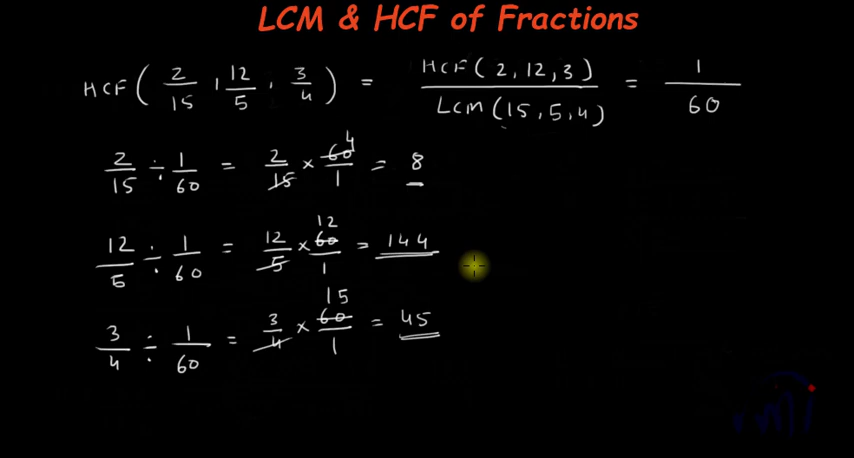 LCM & HCF of Fractions
HCF ( 2/15 , 12/5 , 3/4 ) = HCF ( 2, 12, 3 ) / Lcm ( 15, 5, 4 ) = 1/60
2/15 ÷ 1/60 = 2/15 × 60/1 4 = 8
12/5 ÷ 1/60 = 12/5 × 60/1 12 = 144
3/4 ÷ 1/60 = 3/4 × 60/1 15 = 45